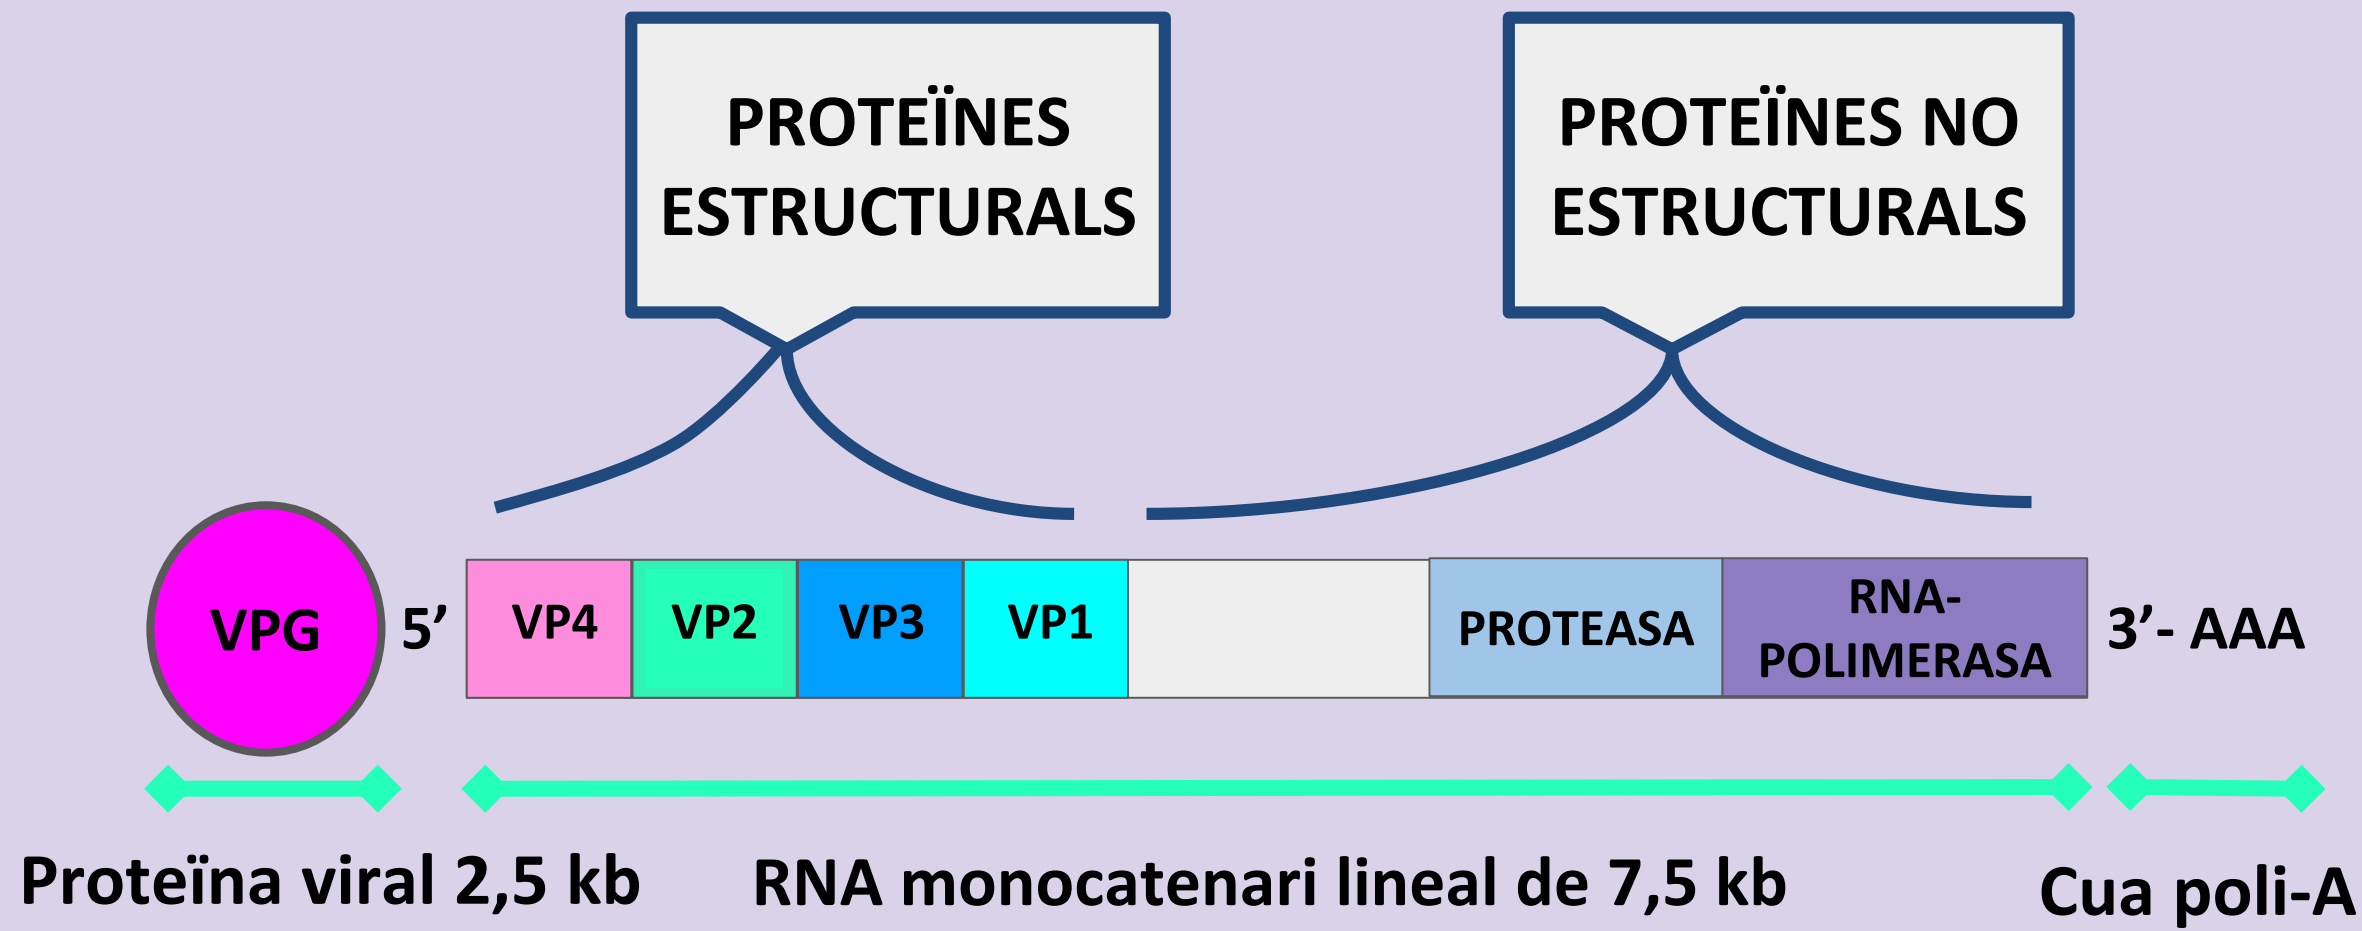 PROTEÏNES
ESTRUCTURALS
PROTEÏNES NO
ESTRUCTURALS
VPG
5’
VP4
VP2
VP3
VP1
PROTEASA
RNA-
POLIMERASA
3’- AAA
Proteïna viral 2,5 kb
RNA monocatenari lineal de 7,5 kb
Cua poli-A